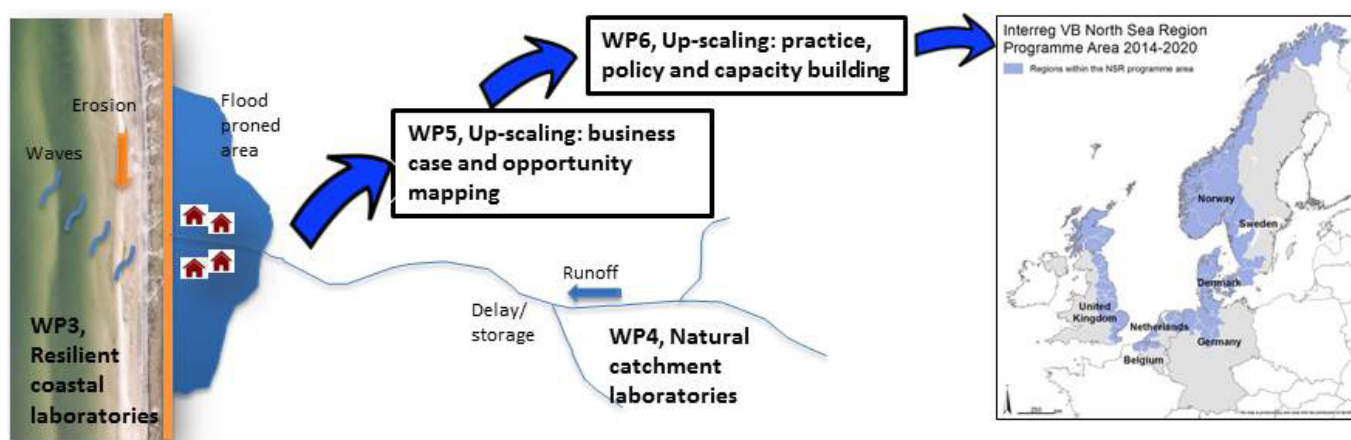 Erosion
Waves
WP3,
Resilient
coastal
laboratories
Flood
proned
area
WP5, Up-scaling: business
case and opportunity
mapping
WP6, Up-scaling: practice,
policy and capacity building
Runoff
Delay/
storage
WP4, Natural
catchment
laboratories
Interreg VB North Sea Region
Programme Area 2014-2020
Regions within the NSR programme area
Norway
Sweden
Denmark
United
Kingdom
Netherlands
Germany
Belgium